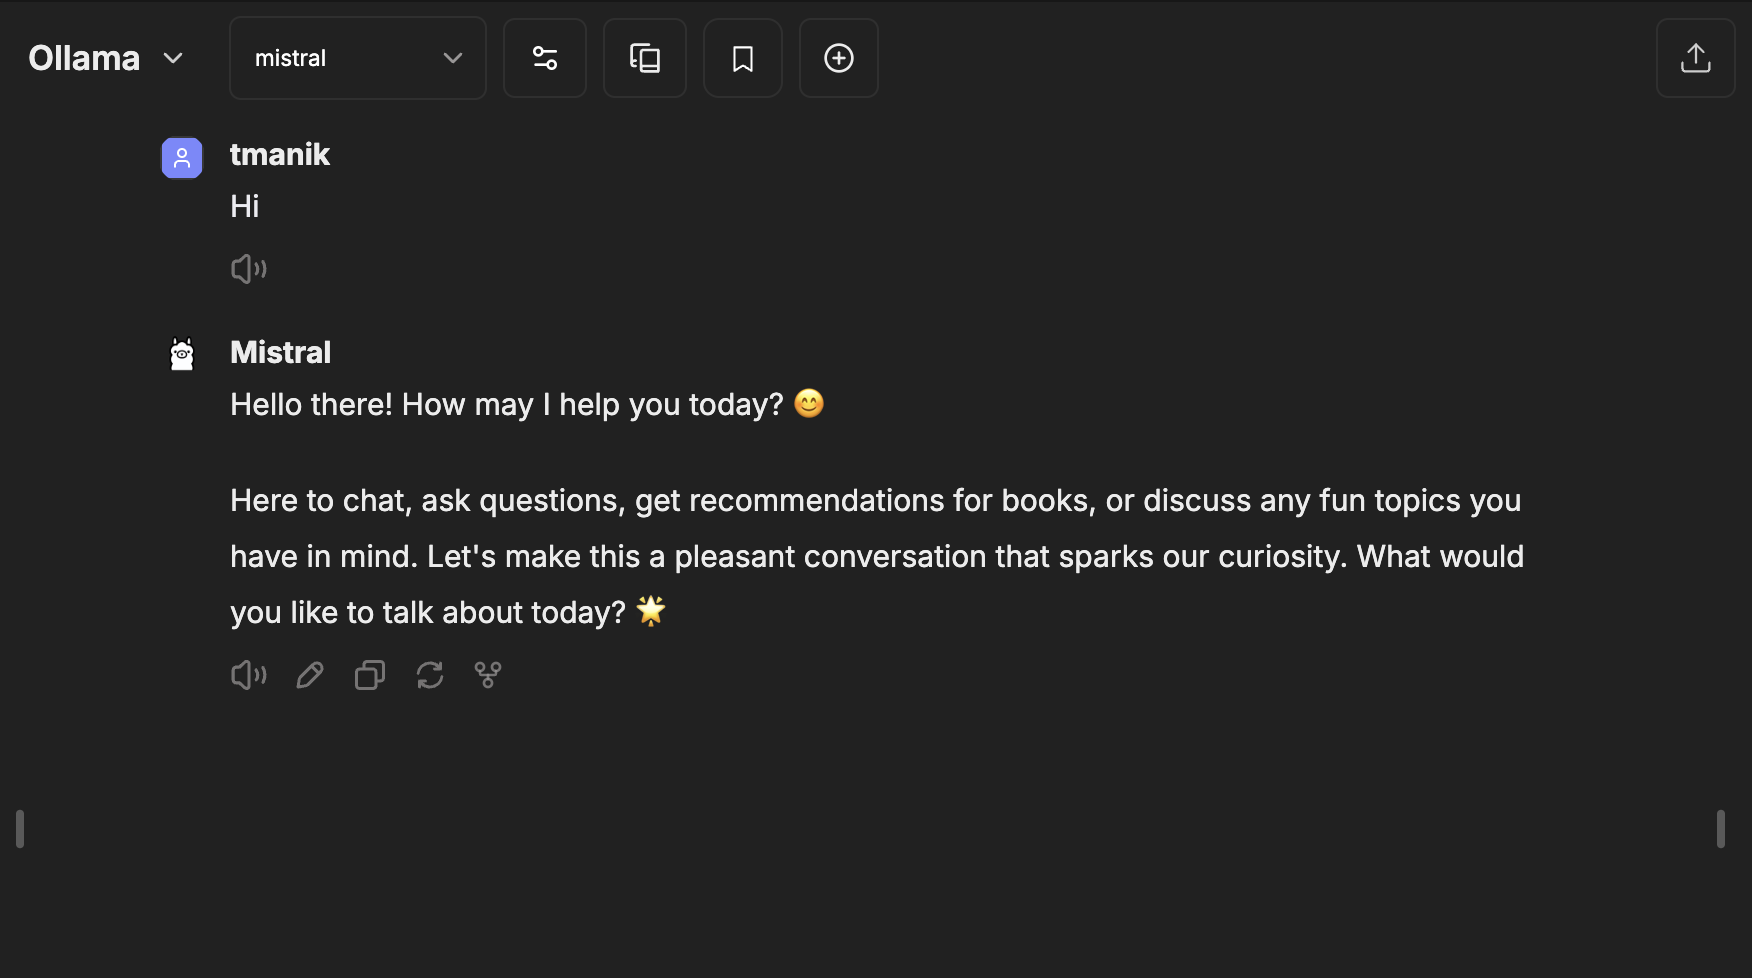 Ollama
mistral
tmanik
Hi
Mistral
Hello there! How may I help you today? 😊
Here to chat, ask questions, get recommendations for books, or discuss any fun topics you
have in mind. Let's make this a pleasant conversation that sparks our curiosity. What would
you like to talk about today? 🌟